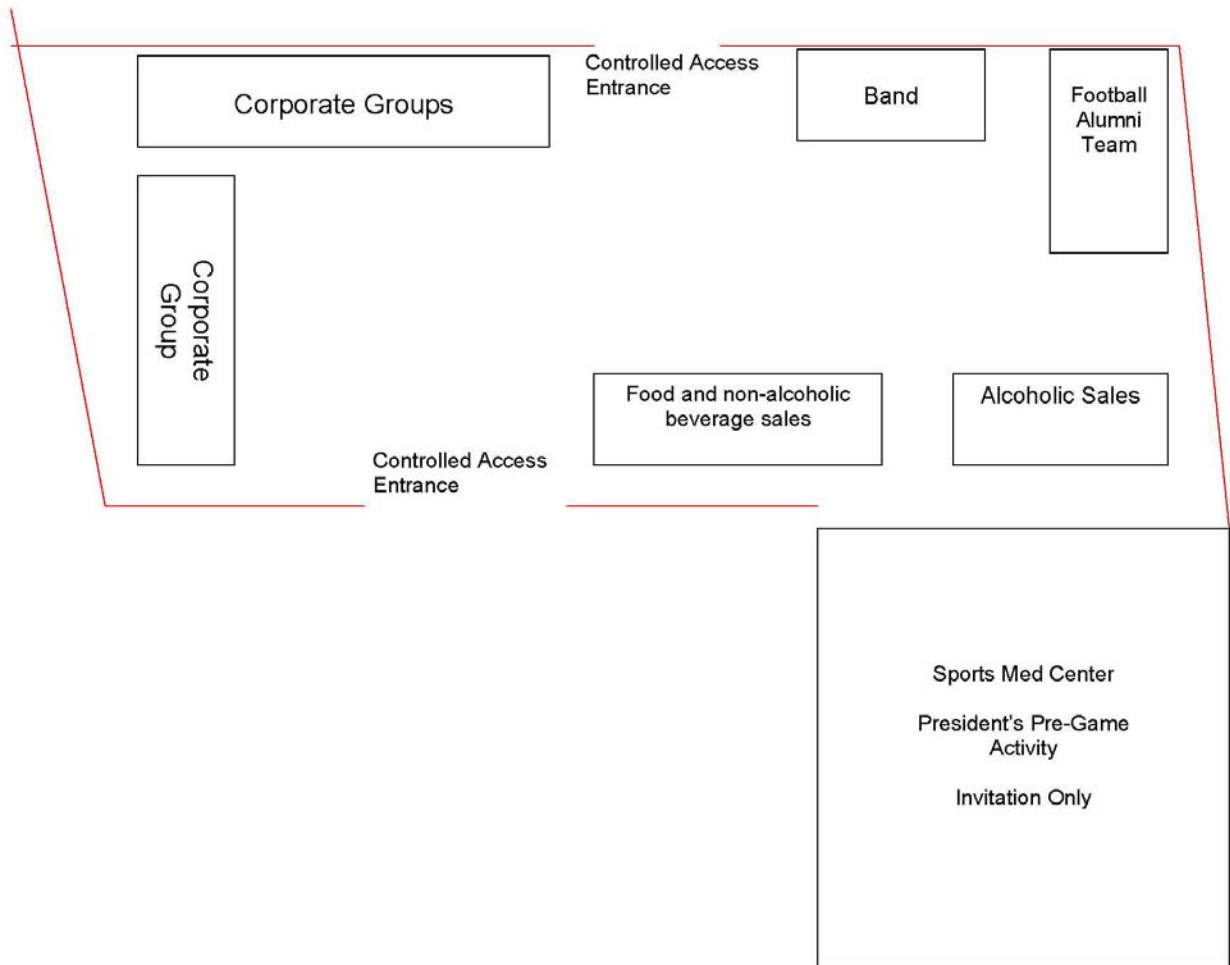 Corporate Groups
Controlled Access
Entrance
Band
Football
Alumni
Team
Corporate
Group
Food and non-alcoholic
beverage sales
Alcoholic Sales
Controlled Access
Entrance
Sports Med Center
President's Pre-Game
Activity
Invitation Only